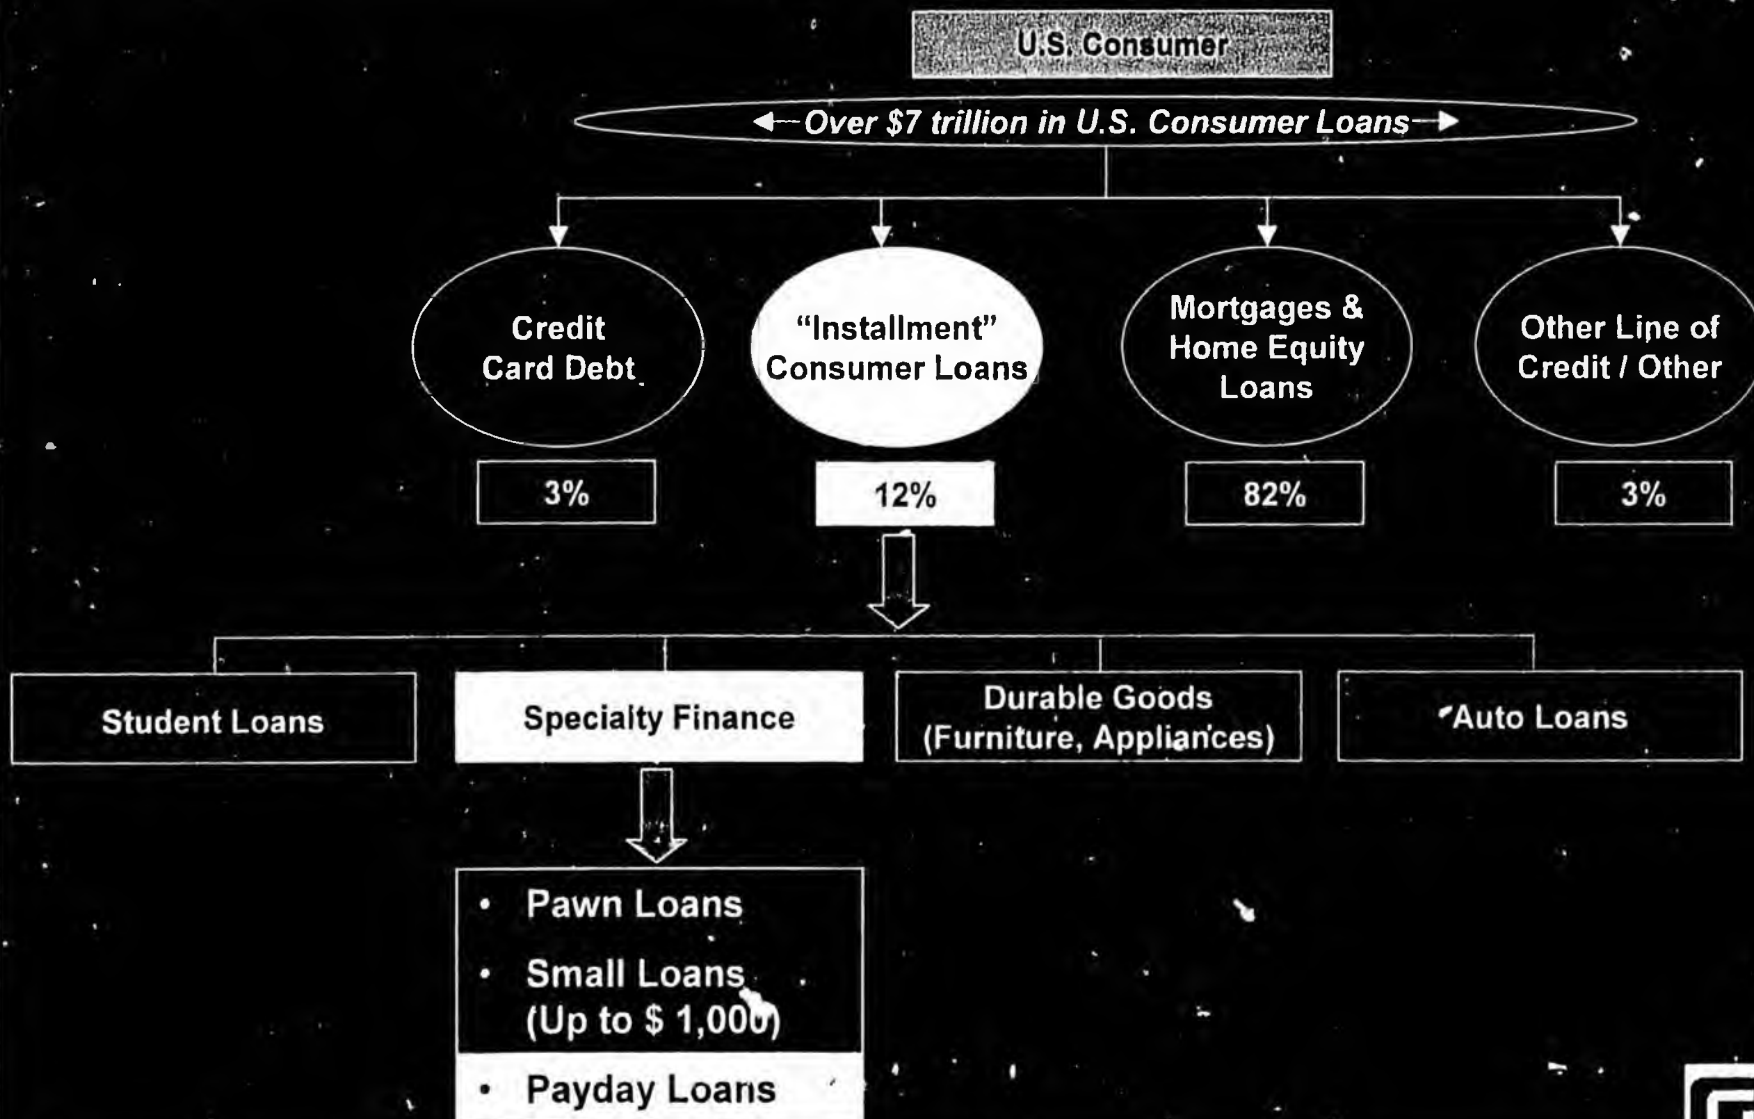 U.S. Consumer
Over $7 trillion in U.S. Consumer Loans
Credit
Card Debt
“Installment”
Consumer Loans
Mortgages &
Home Equity
Loans
Other Line of
Credit / Other
3%
12%
82%
3%
Student Loans
Specialty Finance
Durable Goods
(Furniture, Appliances)
Auto Loans
• Pawn Loans
• Small Loans
(Up to $ 1,000)
• Payday Loans